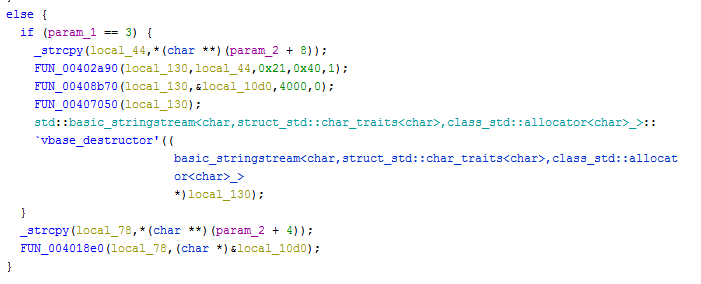 else {
if (param_1 == 3) {
_strcpy(local_44,*(char **)(param_2 + 8));
FUN_00402a90(local_130,local_44,0x21,0x40,1);
FUN_00408b70(local_130,&local_10d0,4000,0);
FUN_00407050(local_130);
std::basic_stringstream<char,struct_std::char_traits<char>,class_std::allocator<char>_>::
`vbase_destructor'((
basic_stringstream<char,struct_std::char_traits<char>,class_std::allocat
or<char>_>
*)local_130);
}
_strcpy(local_78,*(char **)(param_2 + 4));
FUN_004018e0(local_78,(char *)&local_10d0);
}